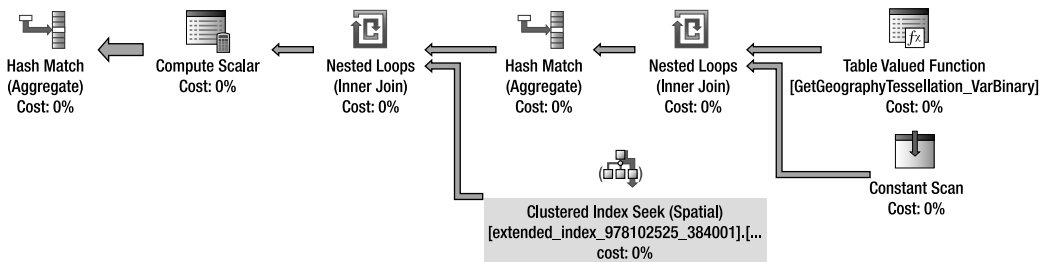 Hash Match
(Aggregate)
Cost: 0%
Compute Scalar
Cost: 0%
Nested Loops
(Inner Join)
Cost: 0%
Hash Match
(Aggregate)
Cost: 0%
Nested Loops
(Inner Join)
Cost: 0%
fx
Table Valued Function
[GetGeographyTessellation_VarBinary]
Cost: 0%
Constant Scan
Cost: 0%
Clustered Index Seek (Spatial)
[extended_index_978102525_384001].[...
cost: 0%